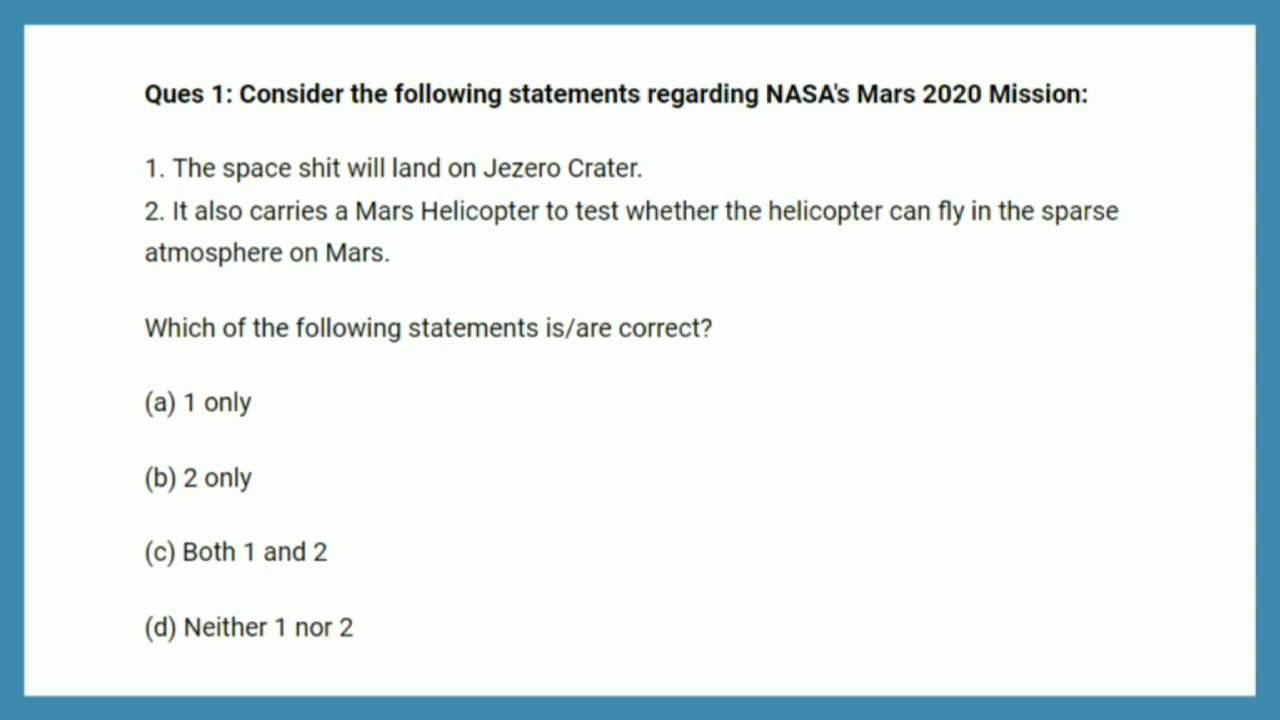 Ques 1: Consider the following statements regarding NASA's Mars 2020 Mission:
1. The space shit will land on Jezero Crater.
2. It also carries a Mars Helicopter to test whether the helicopter can fly in the sparse
atmosphere on Mars.
Which of the following statements is/are correct?
(a) 1 only
(b) 2 only
(c) Both 1 and 2
(d) Neither 1 nor 2